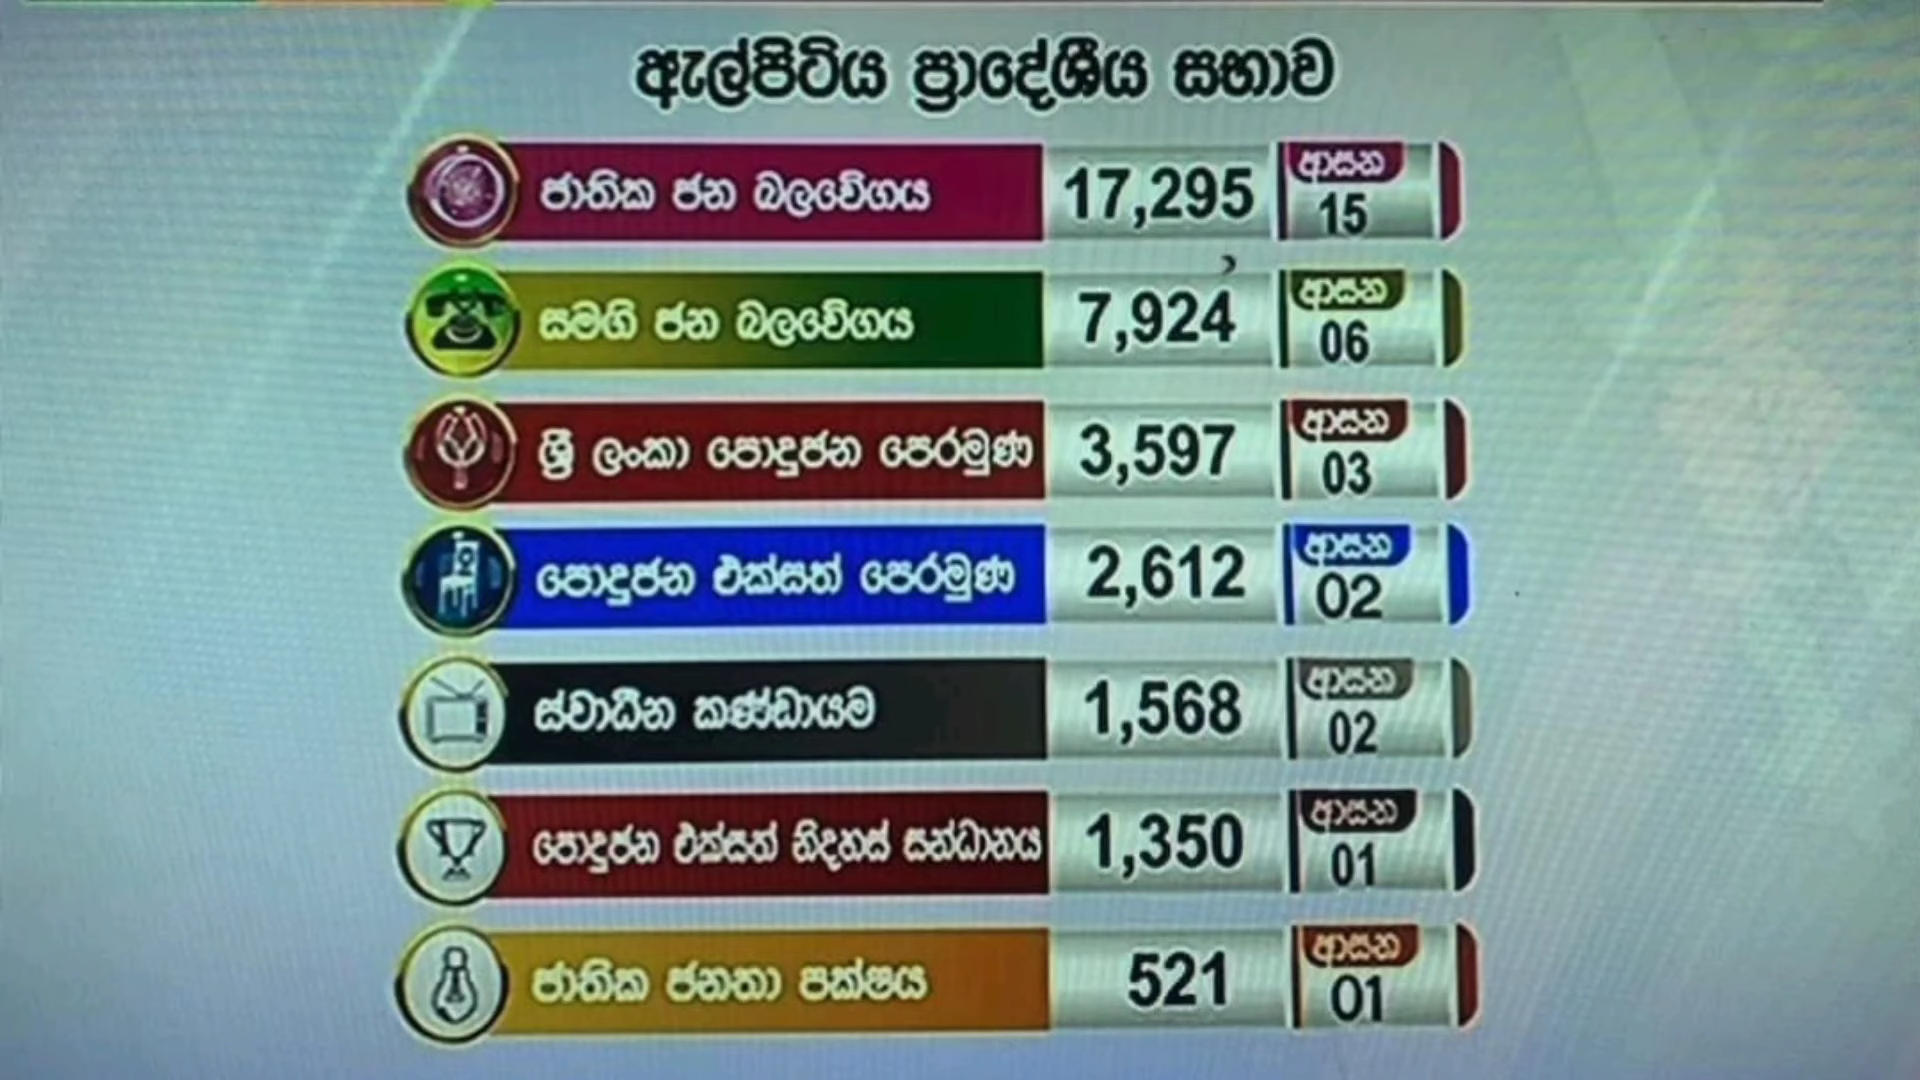 ඇල්පිටිය ප්‍රාදේශීය සභාව
ජාතික ජන බලවේගය 17,295 ආසන 15
සමගි ජන බලවේගය 7,924 ආසන 06
ශ්‍රී ලංකා පොදුජන පෙරමුණ 3,597 ආසන 03
පොදුජන එක්සත් පෙරමුණ 2,612 ආසන 02
ස්වාධීන කණ්ඩායම 1,568 ආසන 02
පොදුජන එක්සත් නිදහස් සන්ධානය 1,350 ආසන 01
ජාතික ජනතා පක්ෂය 521 ආසන 01